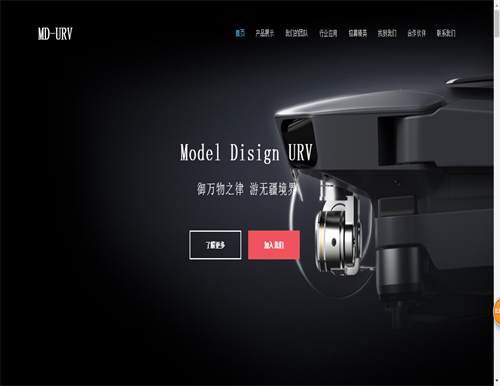 MD-URV
首页 产品展示 我们的团队 行业应用 招募精英 找到我们 合作伙伴 联系我们
Model Disign URV
御万物之律 游无疆境界
了解更多 加入我们